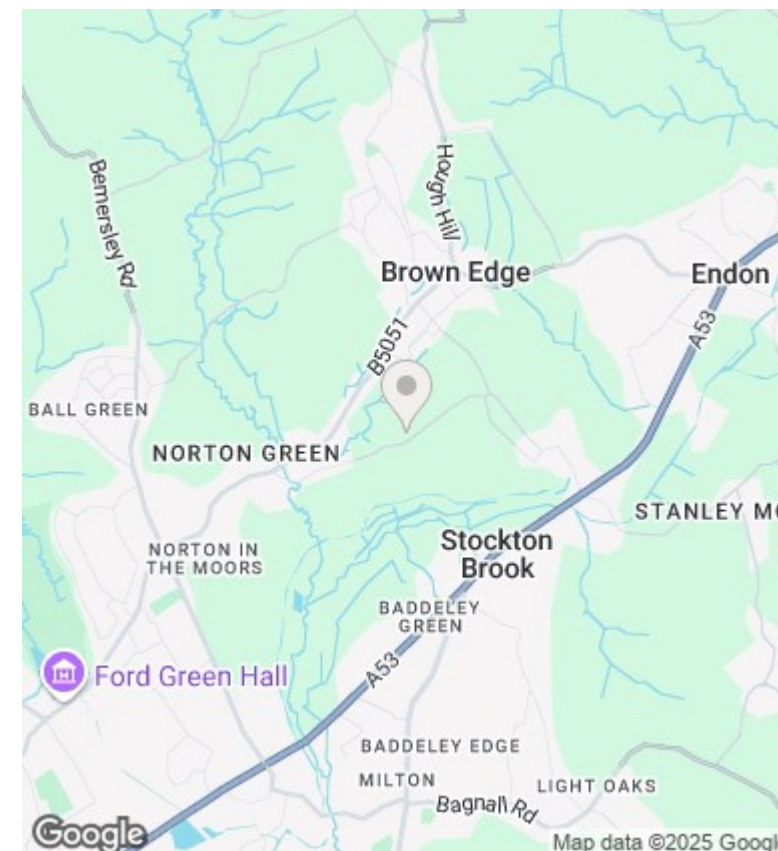 Bemersley Rd
Hough Hill
Brown Edge
Endon
A53
B5051
BALL GREEN
NORTON GREEN
STANLEY MO
Stockton
Brook
NORTON IN
THE MOORS
BADDELEY
GREEN
A53
Ford Green Hall
BADDELEY EDGE
MILTON
LIGHT OAKS
Bagnall Rd
Google
Map data ©2025 Googl